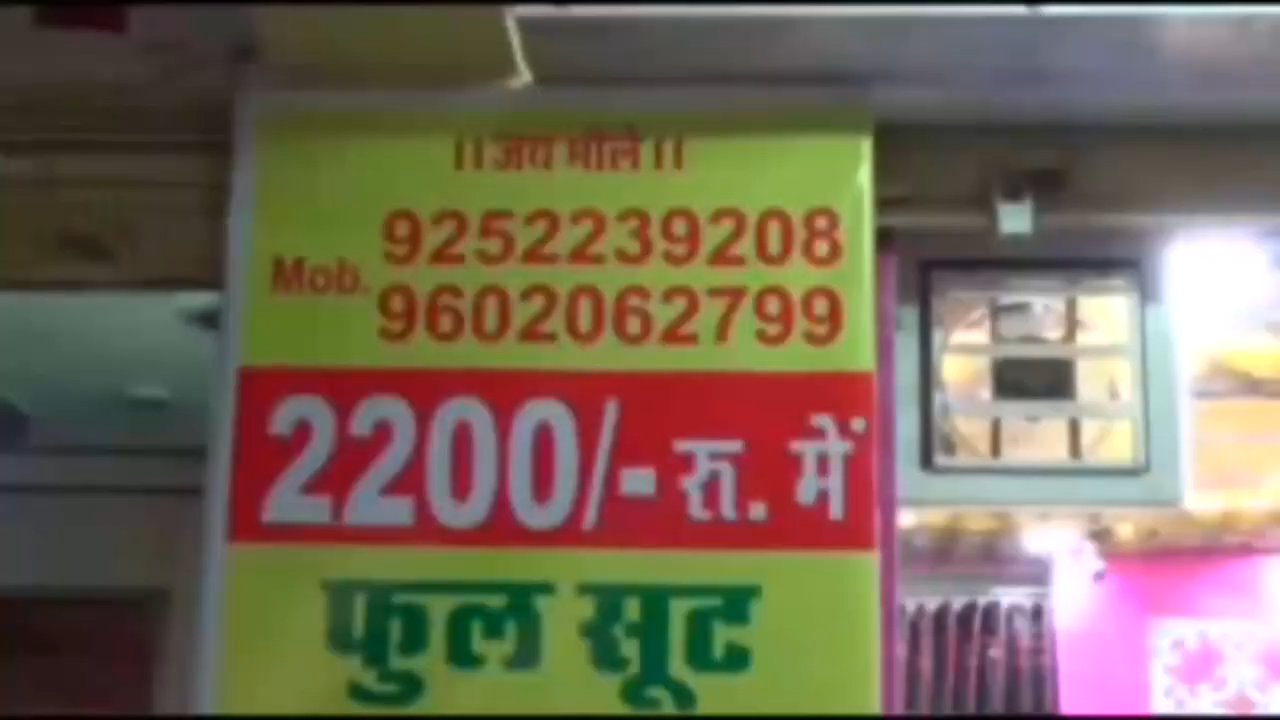 ।। जय भोले ।।
9252239208
Mob.
9602062799
2200/- रु. में
फुल सूट